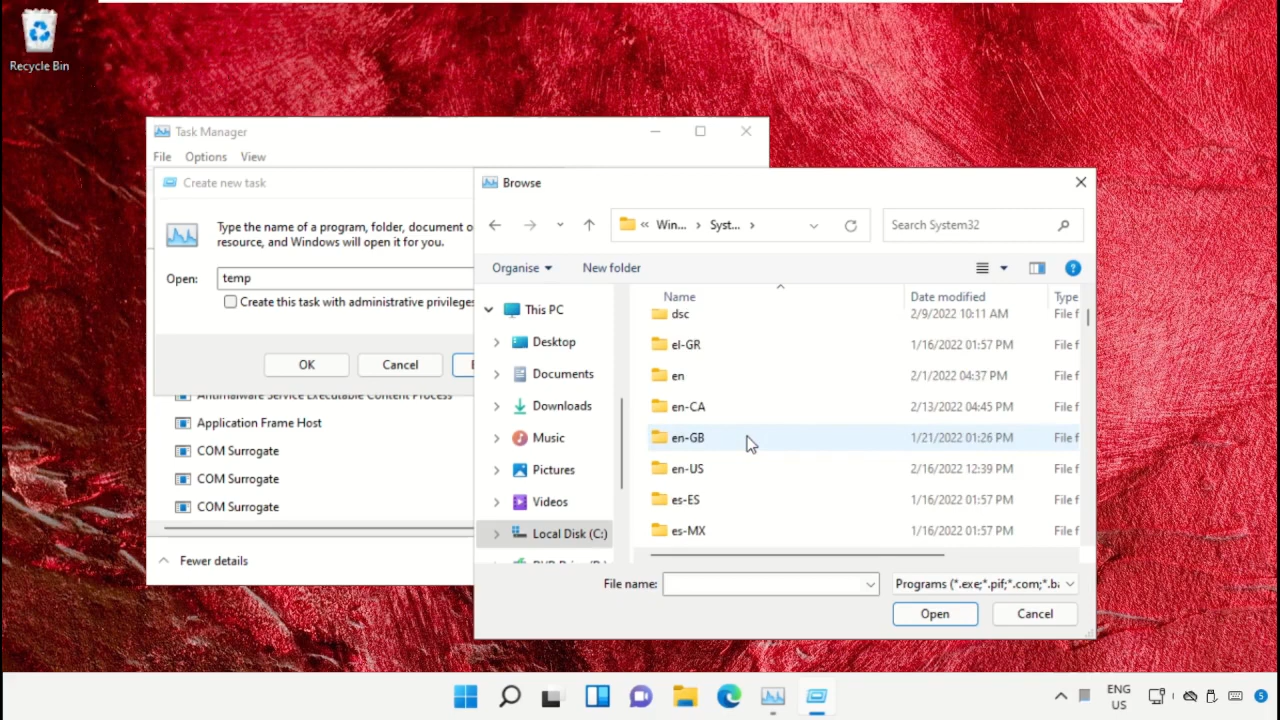 Recycle Bin
Task Manager
File Options View
Create new task
Type the name of a program, folder, document o
resource, and Windows will open it for you.
Open: temp
Create this task with administrative privileges
OK Cancel
Antimalware Service Executable Content Process
Application Frame Host
COM Surrogate
COM Surrogate
COM Surrogate
Fewer details
Browse
« Win... › Syst... ›
Search System32
Organise New folder
This PC
Desktop
Documents
Downloads
Music
Pictures
Videos
Local Disk (C:)
Name Date modified Type
dsc 2/9/2022 10:11 AM File f
el-GR 1/16/2022 01:57 PM File f
en 2/1/2022 04:37 PM File f
en-CA 2/13/2022 04:45 PM File f
en-GB 1/21/2022 01:26 PM File f
en-US 2/16/2022 12:39 PM File f
es-ES 1/16/2022 01:57 PM File f
es-MX 1/16/2022 01:57 PM File f
File name: Programs (*.exe;*.pif;*.com;*.ba
Open Cancel
ENG
US
5